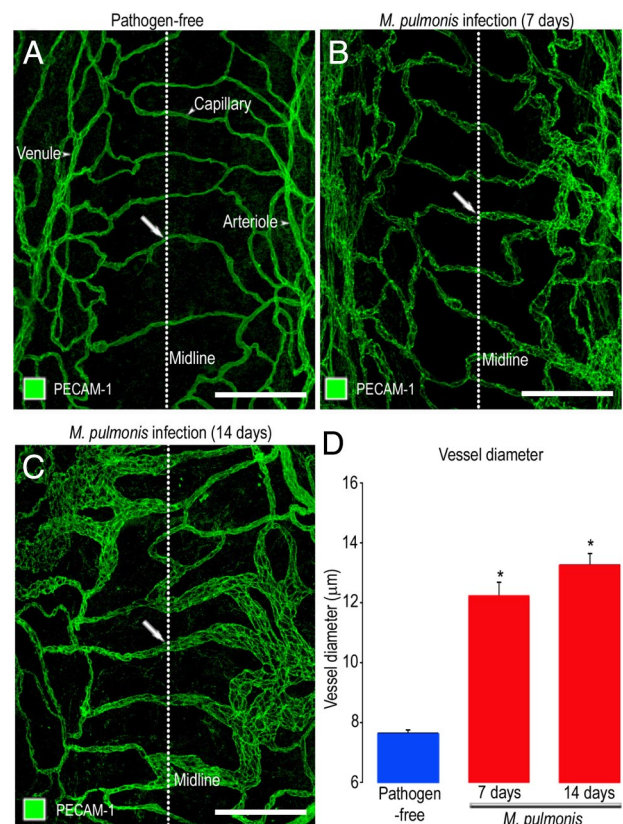 Pathogen-free
A
Capillary
Venule
Arteriole
Midline
PECAM-1
M. pulmonis infection (7 days)
B
Midline
PECAM-1
M. pulmonis infection (14 days)
C
Midline
PECAM-1
D
Vessel diameter
Vessel diameter (μm)
16
14
12
10
8
6
*
*
Pathogen
-free
7 days
14 days
M. pulmonis